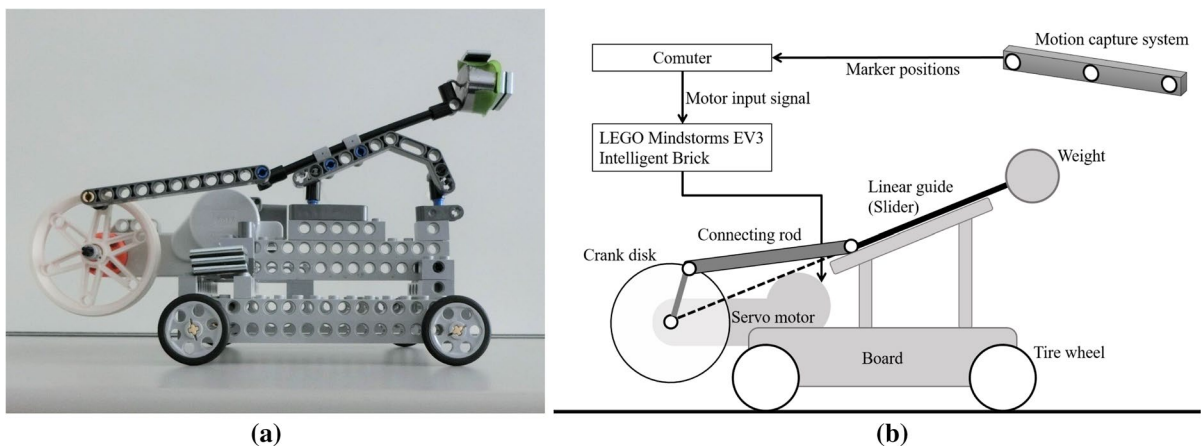 Motion capture system
Comuter
Marker positions
Motor input signal
LEGO Mindstorms EV3
Intelligent Brick
Weight
Linear guide
(Slider)
Connecting rod
Crank disk
Servo motor
Board
Tire wheel
(a)
(b)